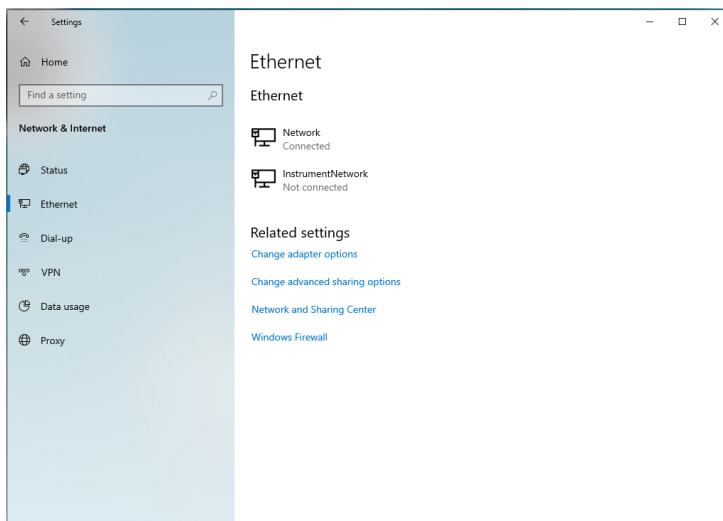 Settings
Home
Find a setting
Network & Internet
Status
Ethernet
Dial-up
VPN
Data usage
Proxy
Ethernet
Ethernet
Network
Connected
InstrumentNetwork
Not connected
Related settings
Change adapter options
Change advanced sharing options
Network and Sharing Center
Windows Firewall